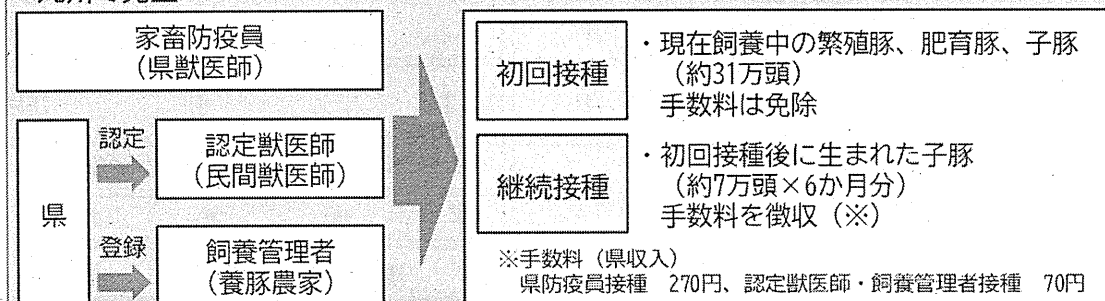 家畜防疫員
（県獣医師）
県
認定
認定獣医師
（民間獣医師）
登録
飼養管理者
（養豚農家）
初回接種
・現在飼養中の繁殖豚、肥育豚、子豚
（約31万頭）
手数料は免除
継続接種
・初回接種後に生まれた子豚
（約7万頭×6か月分）
手数料を徴収（※）
※手数料（県収入）
県防疫員接種　270円、認定獣医師・飼養管理者接種　70円